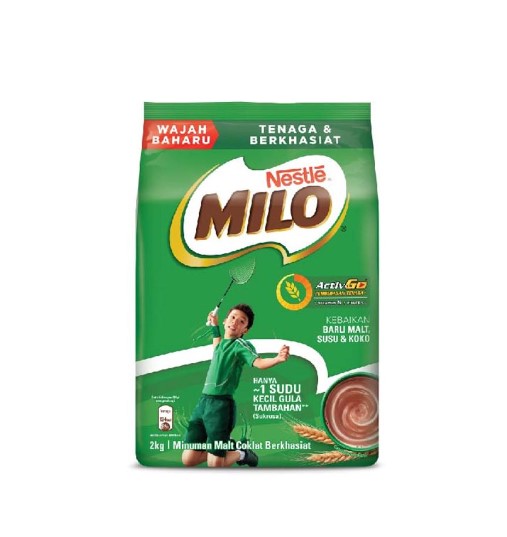 WAJAH
BAHARU
TENAGA &
BERKHASIAT
Nestlé
MILO
ActivGO
KEBAIKAN
BARLI MALT,
SUSU & KOKO
HANYA
~1 SUDU
KECIL GULA
TAMBAHAN**
(Sukrosa)
2kg | Minuman Malt Coklat Berkhasiat